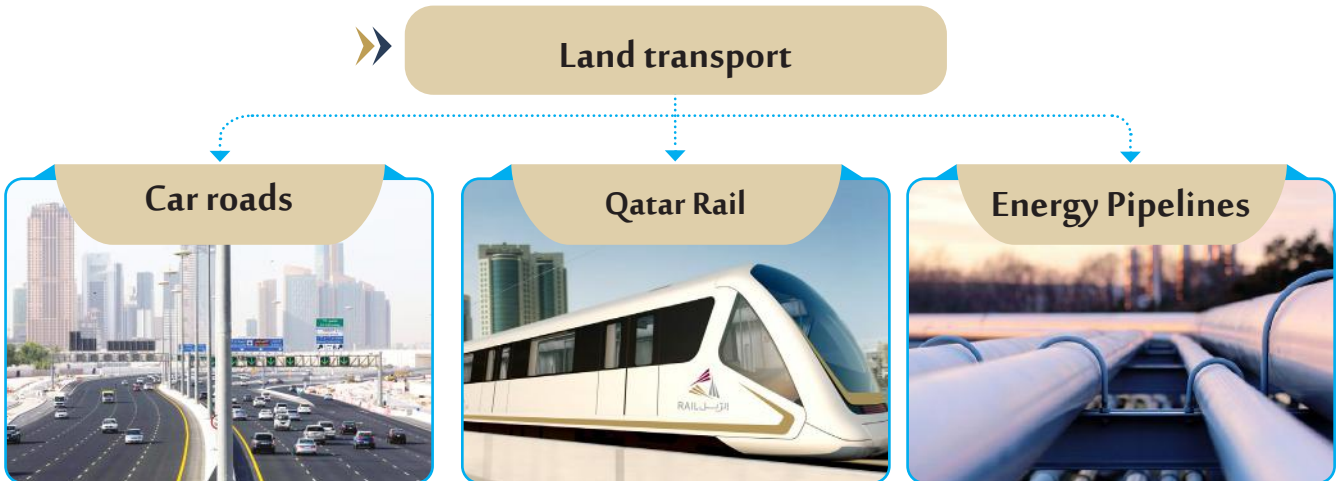 Land transport
Car roads
Qatar Rail
Energy Pipelines
RAIL الريل